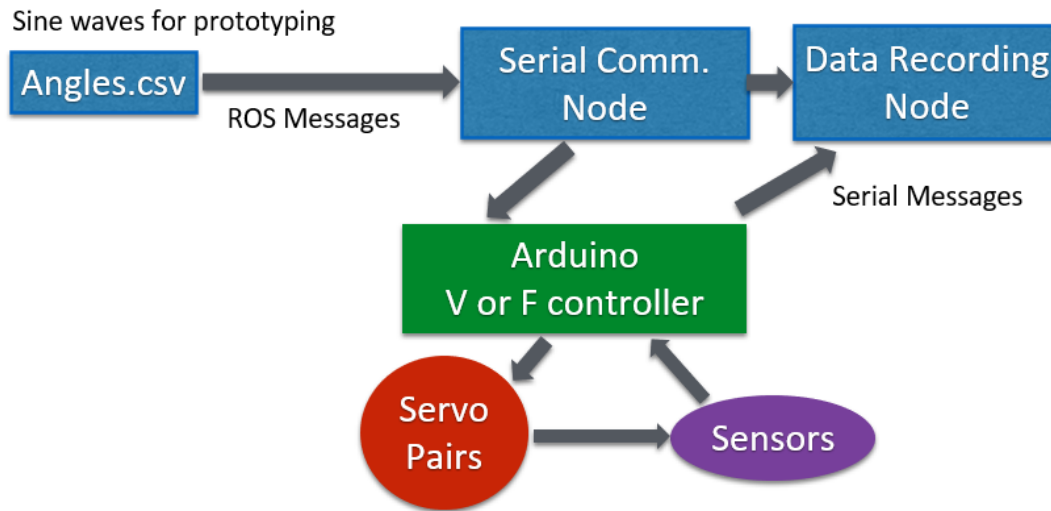 Sine waves for prototyping
Angles.csv
ROS Messages
Serial Comm.
Node
Data Recording
Node
Serial Messages
Arduino
V or F controller
Servo
Pairs
Sensors